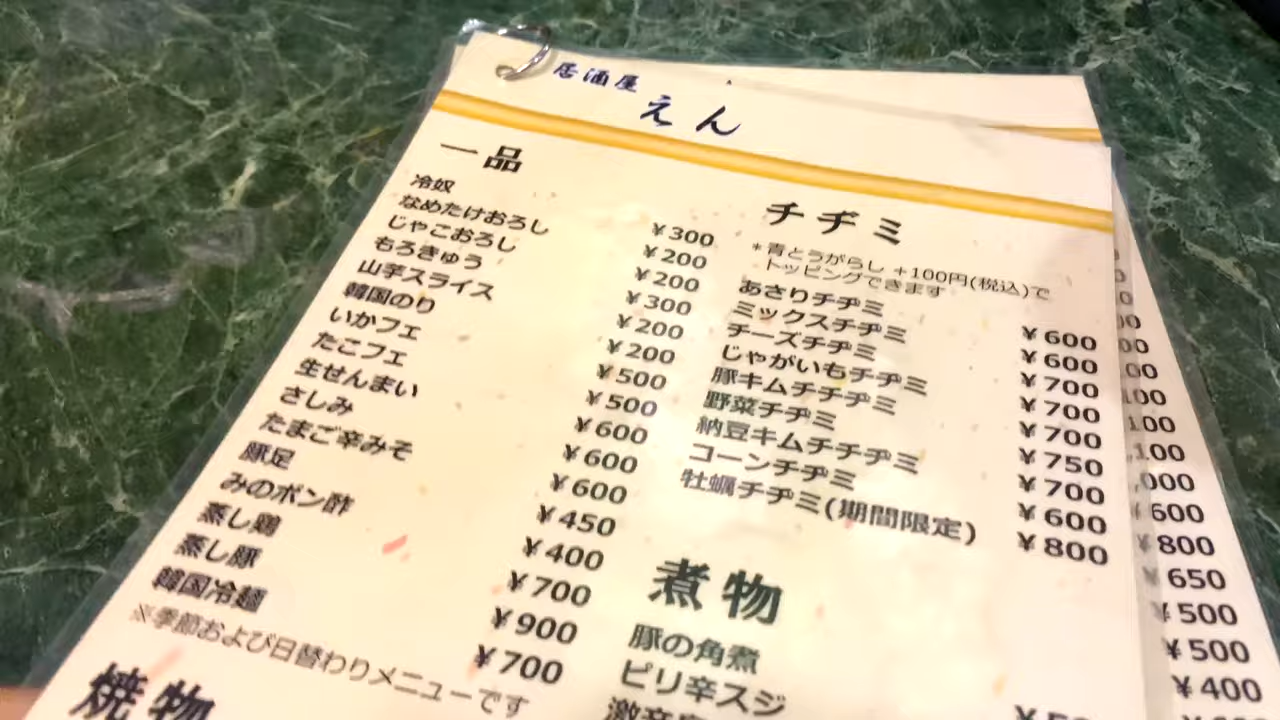 居酒屋
えん
一品
冷奴 ¥300
なめたけおろし ¥200
じゃこおろし ¥200
もろきゅう ¥300
山芋スライス ¥200
韓国のり ¥200
いかフェ ¥500
たこフェ ¥500
生せんまい ¥600
さしみ ¥600
たまご辛みそ ¥600
豚足 ¥450
みのポン酢 ¥400
蒸し鶏 ¥700
蒸し豚 ¥900
韓国冷麺 ¥700
※季節および日替わりメニューです
焼物
チヂミ
*青とうがらし +100円(税込)で
トッピングできます
あさりチヂミ ¥600
ミックスチヂミ ¥600
チーズチヂミ ¥700
じゃがいもチヂミ ¥700
豚キムチチヂミ ¥700
野菜チヂミ ¥750
納豆キムチチヂミ ¥700
コーンチヂミ ¥600
牡蠣チヂミ(期間限定) ¥800
煮物
豚の角煮
ピリ辛スジ
激辛
¥600
¥800
¥650
¥500
¥500
¥400